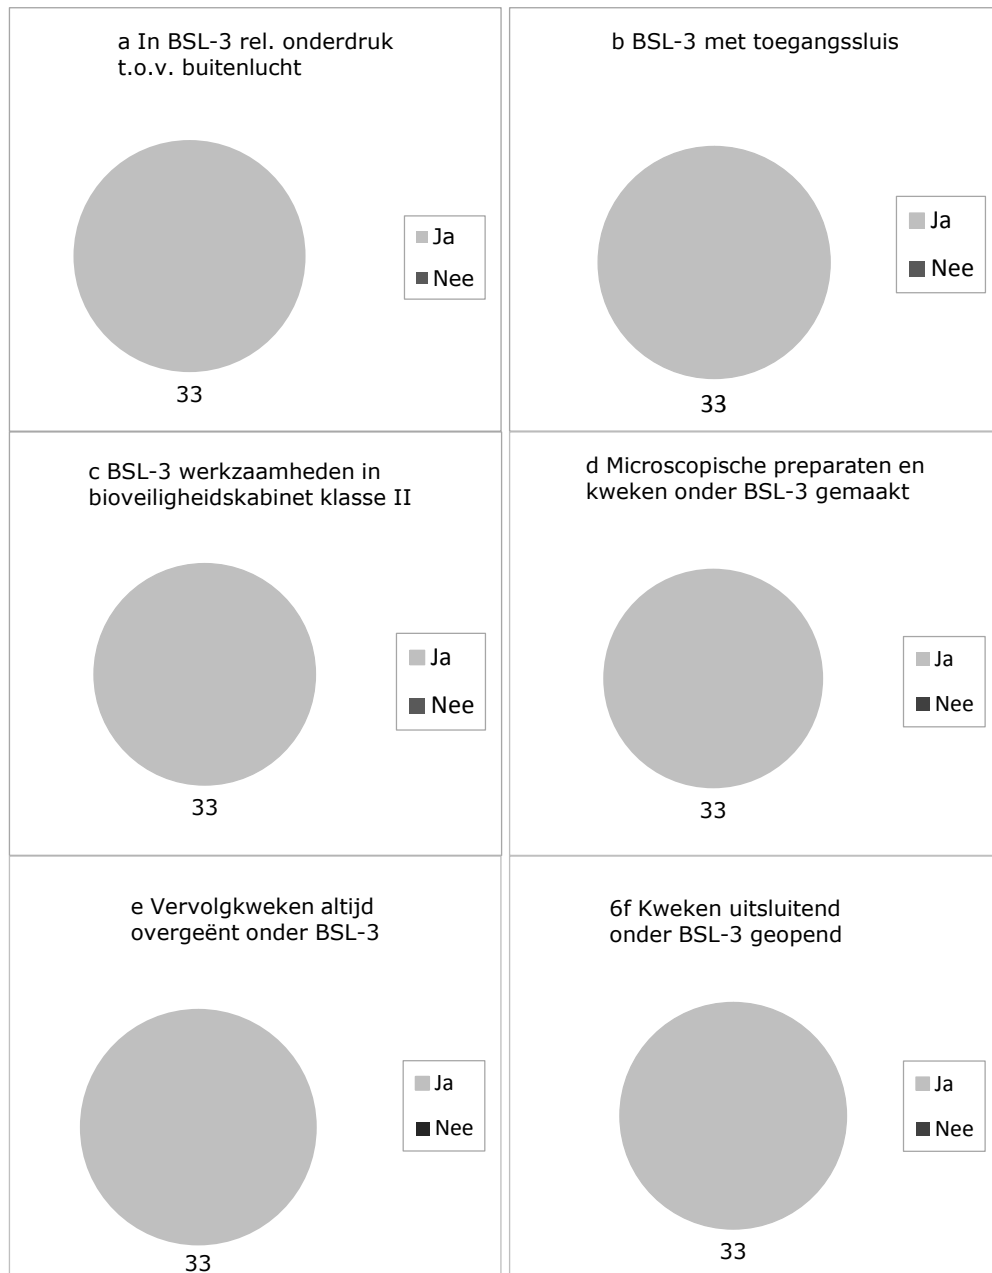 a In BSL-3 rel. onderdruk
t.o.v. buitenlucht
Ja
Nee
33
b BSL-3 met toegangssluis
Ja
Nee
33
c BSL-3 werkzaamheden in
bioveiligheidskabinet klasse II
Ja
Nee
33
d Microscopische preparaten en
kweken onder BSL-3 gemaakt
Ja
Nee
33
e Vervolgkweken altijd
overgeënt onder BSL-3
Ja
Nee
33
6f Kweken uitsluitend
onder BSL-3 geopend
Ja
Nee
33